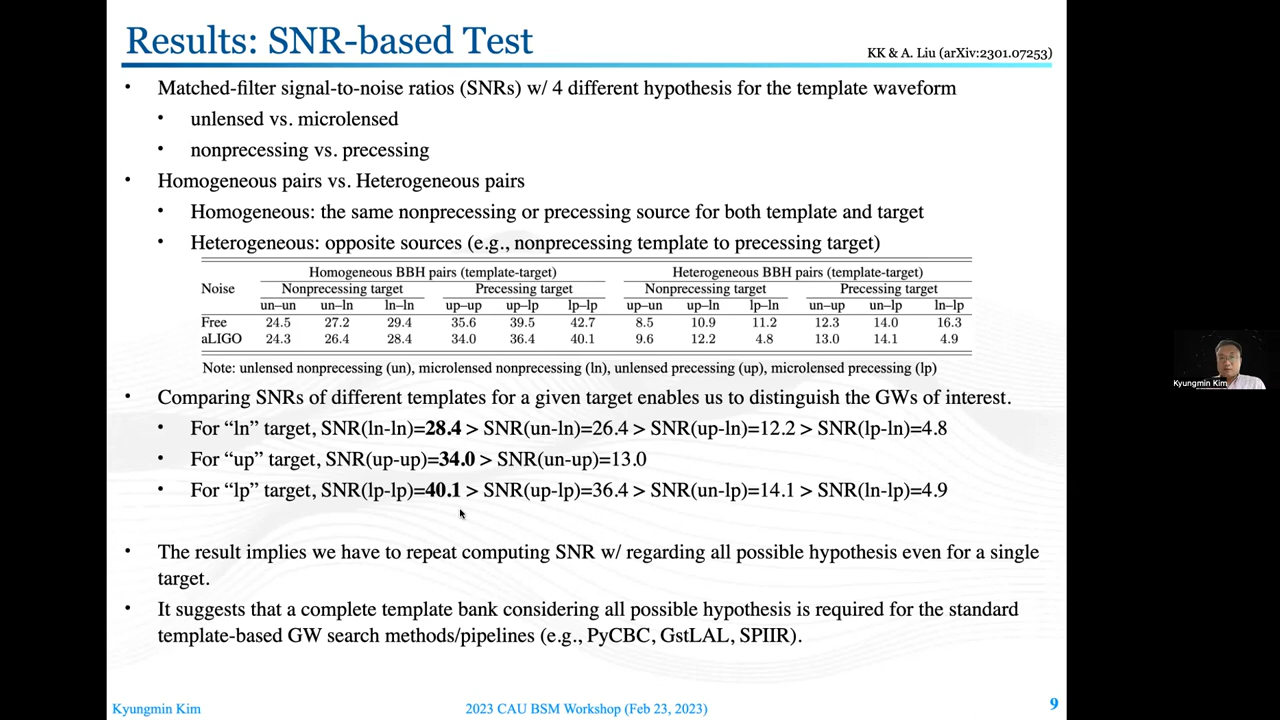 Results: SNR-based Test
KK & A. Liu (arXiv:2301.07253)
• Matched-filter signal-to-noise ratios (SNRs) w/ 4 different hypothesis for the template waveform
• unlensed vs. microlensed
• nonprecessing vs. precessing
• Homogeneous pairs vs. Heterogeneous pairs
• Homogeneous: the same nonprecessing or precessing source for both template and target
• Heterogeneous: opposite sources (e.g., nonprecessing template to precessing target)
Homogeneous BBH pairs (template-target) Heterogeneous BBH pairs (template-target)
Noise Nonprecessing target Precessing target Nonprecessing target Precessing target
un–un un–ln ln–ln up–up up–lp lp–lp up–un up–ln lp–ln un–up un–lp ln–lp
Free 24.5 27.2 29.4 35.6 39.5 42.7 8.5 10.9 11.2 12.3 14.0 16.3
aLIGO 24.3 26.4 28.4 34.0 36.4 40.1 9.6 12.2 4.8 13.0 14.1 4.9
Note: unlensed nonprecessing (un), microlensed nonprecessing (ln), unlensed precessing (up), microlensed precessing (lp)
• Comparing SNRs of different templates for a given target enables us to distinguish the GWs of interest.
• For “ln” target, SNR(ln-ln)=28.4 > SNR(un-ln)=26.4 > SNR(up-ln)=12.2 > SNR(lp-ln)=4.8
• For “up” target, SNR(up-up)=34.0 > SNR(un-up)=13.0
• For “lp” target, SNR(lp-lp)=40.1 > SNR(up-lp)=36.4 > SNR(un-lp)=14.1 > SNR(ln-lp)=4.9
• The result implies we have to repeat computing SNR w/ regarding all possible hypothesis even for a single
target.
• It suggests that a complete template bank considering all possible hypothesis is required for the standard
template-based GW search methods/pipelines (e.g., PyCBC, GstLAL, SPIIR).
Kyungmin Kim
2023 CAU BSM Workshop (Feb 23, 2023)
9
Kyungmin Kim